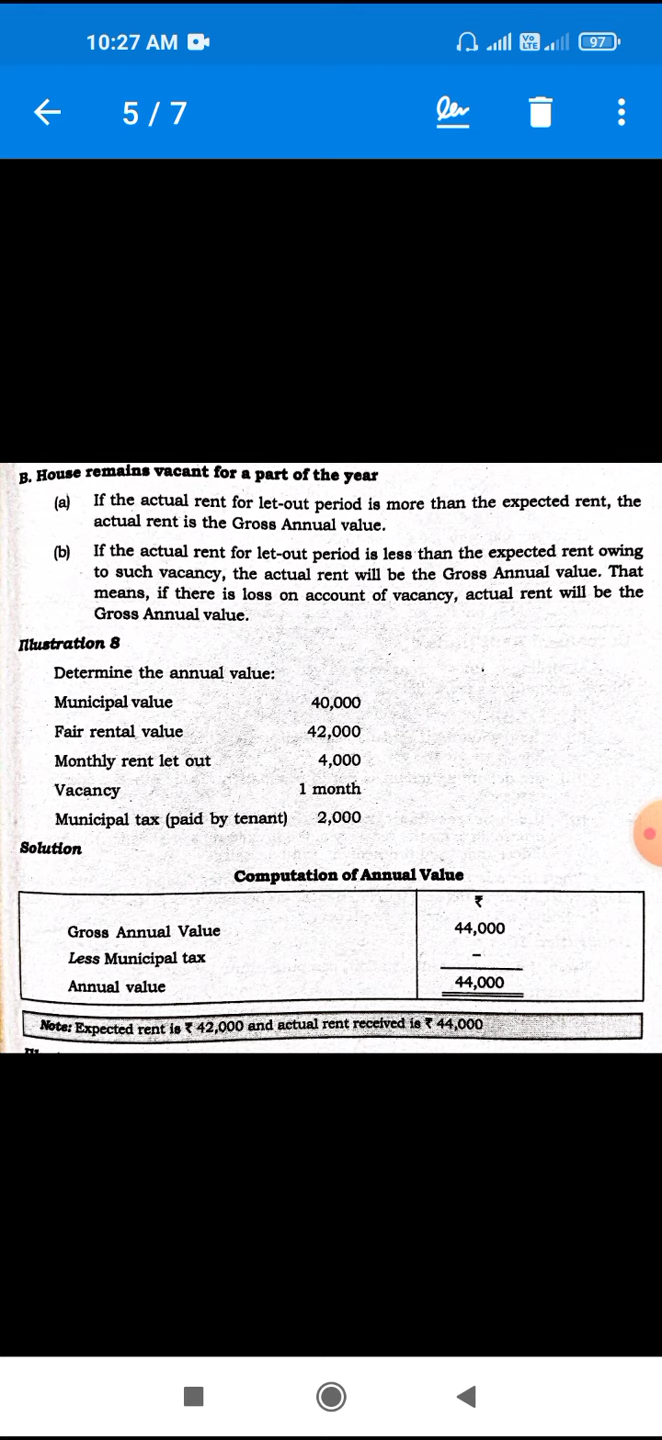 10:27 AM
Vo LTE 97
5 / 7
B. House remains vacant for a part of the year
(a) If the actual rent for let-out period is more than the expected rent, the
actual rent is the Gross Annual value.
(b) If the actual rent for let-out period is less than the expected rent owing
to such vacancy, the actual rent will be the Gross Annual value. That
means, if there is loss on account of vacancy, actual rent will be the
Gross Annual value.
Illustration 8
Determine the annual value:
Municipal value 40,000
Fair rental value 42,000
Monthly rent let out 4,000
Vacancy 1 month
Municipal tax (paid by tenant) 2,000
Solution
Computation of Annual Value
₹
Gross Annual Value 44,000
Less Municipal tax –
Annual value 44,000
Note: Expected rent is ₹ 42,000 and actual rent received is ₹ 44,000